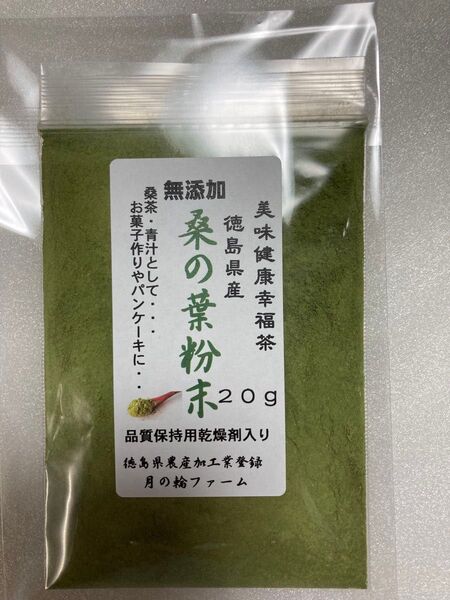 無添加
美味健康幸福茶
徳島県産
桑の葉粉末
20g
桑茶・青汁として・・・
お菓子作りやパンケーキに・・
品質保持用乾燥剤入り
徳島県農産加工業登録
月の輪ファーム